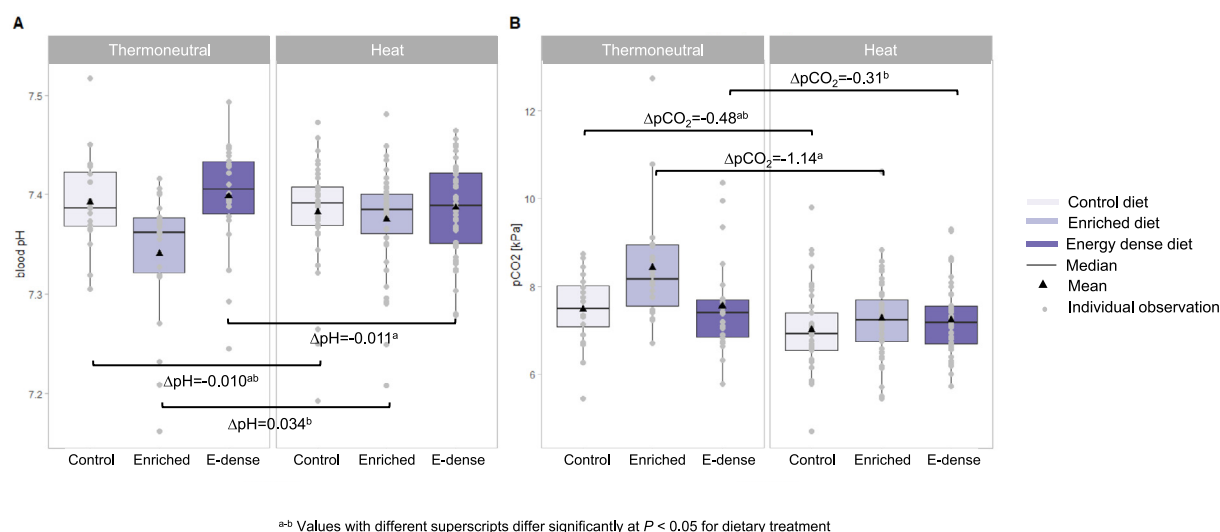 A
Thermoneutral
Heat
blood pH
7.5
7.4
7.3
7.2
ΔpH=-0.011ᵃ
ΔpH=-0.010ᵃᵇ
ΔpH=0.034ᵇ
Control Enriched E-dense Control Enriched E-dense
B
Thermoneutral
Heat
pCO2 [kPa]
12
10
8
6
ΔpCO₂=-0.31ᵇ
ΔpCO₂=-0.48ᵃᵇ
ΔpCO₂=-1.14ᵃ
Control Enriched E-dense Control Enriched E-dense
Control diet
Enriched diet
Energy dense diet
Median
Mean
Individual observation
ᵃ⁻ᵇ Values with different superscripts differ significantly at P < 0.05 for dietary treatment